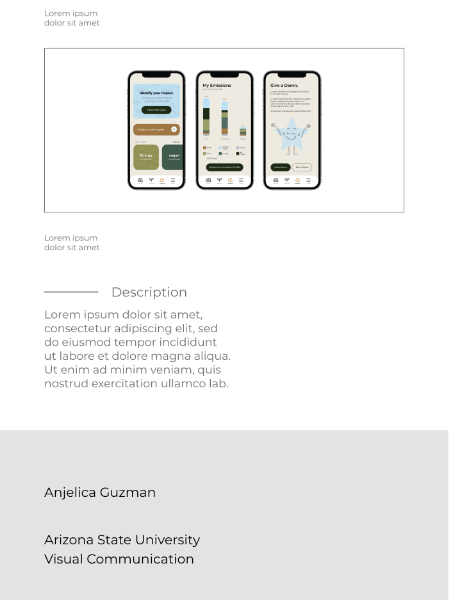 Lorem ipsum
dolor sit amet
Identify your Impact
My Emissions
Give a Damn.
Energy
vegan
Lorem ipsum
dolor sit amet
Description
Lorem ipsum dolor sit amet,
consectetur adipiscing elit, sed
do eiusmod tempor incididunt
ut labore et dolore magna aliqua.
Ut enim ad minim veniam, quis
nostrud exercitation ullamco lab.
Anjelica Guzman
Arizona State University
Visual Communication